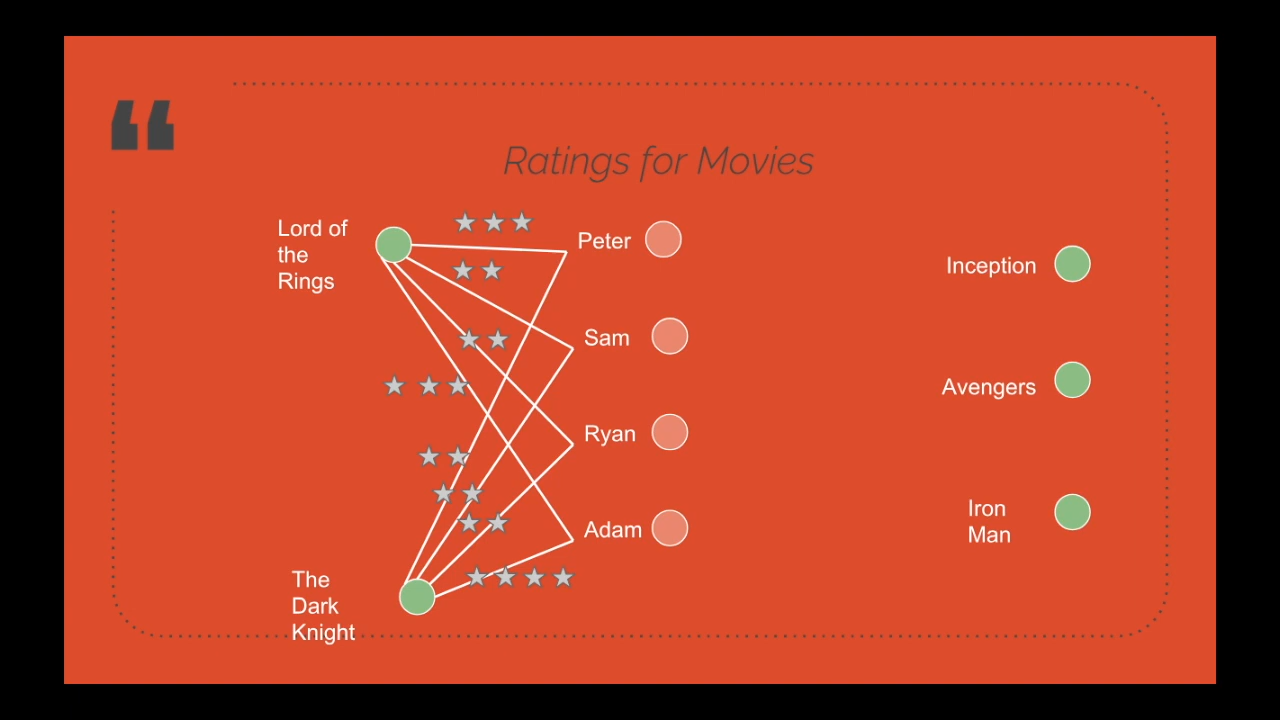 “
Ratings for Movies
Lord of
the
Rings
Peter
Sam
Ryan
Adam
The
Dark
Knight
Inception
Avengers
Iron
Man